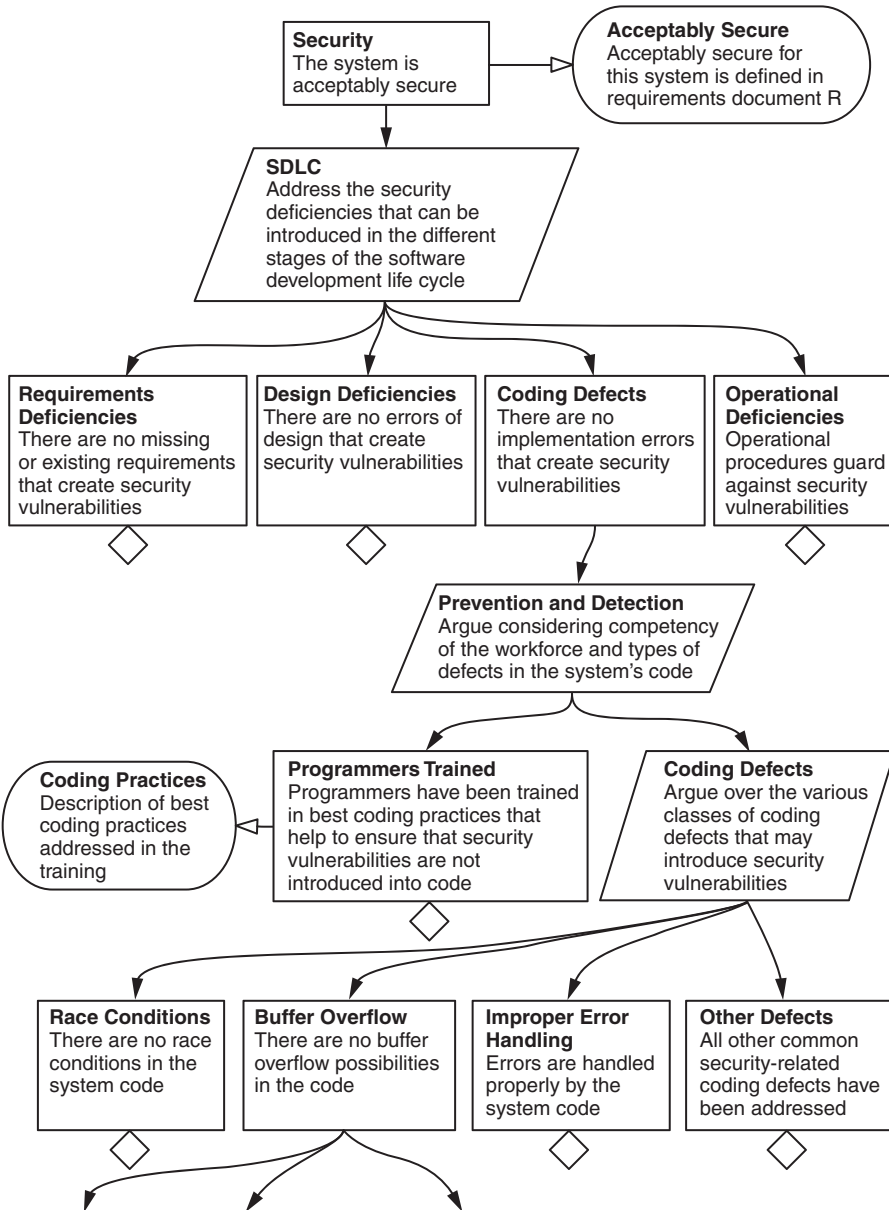 Security
The system is
acceptably secure
Acceptably Secure
Acceptably secure for
this system is defined in
requirements document R
SDLC
Address the security
deficiencies that can be
introduced in the different
stages of the software
development life cycle
Requirements
Deficiencies
There are no missing
or existing requirements
that create security
vulnerabilities
Design Deficiencies
There are no errors of
design that create
security vulnerabilities
Coding Defects
There are no
implementation errors
that create security
vulnerabilities
Operational
Deficiencies
Operational
procedures guard
against security
vulnerabilities
Prevention and Detection
Argue considering competency
of the workforce and types of
defects in the system’s code
Coding Practices
Description of best
coding practices
addressed in the
training
Programmers Trained
Programmers have been trained
in best coding practices that
help to ensure that security
vulnerabilities are not
introduced into code
Coding Defects
Argue over the various
classes of coding
defects that may
introduce security
vulnerabilities
Race Conditions
There are no race
conditions in the
system code
Buffer Overflow
There are no buffer
overflow possibilities
in the code
Improper Error
Handling
Errors are handled
properly by the
system code
Other Defects
All other common
security-related
coding defects have
been addressed